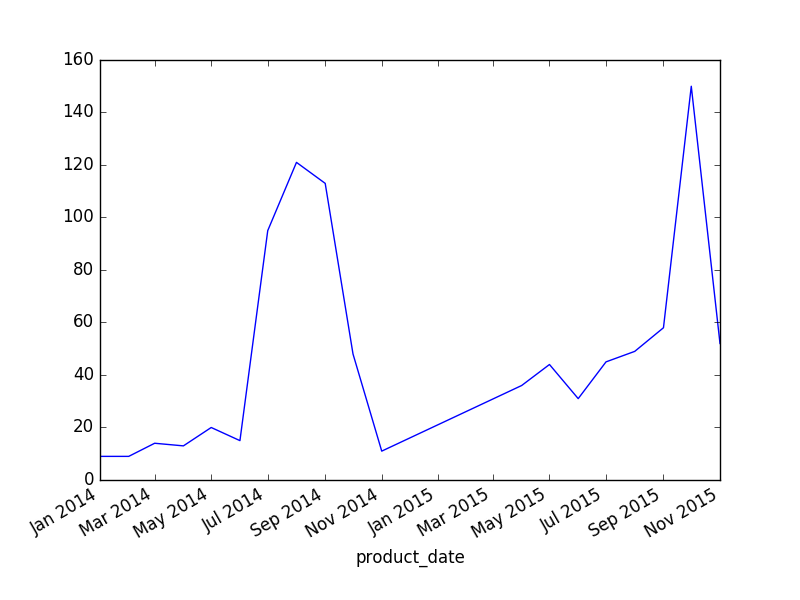 160
140
120
100
80
60
40
20
0
Jan 2014
Mar 2014
May 2014
Jul 2014
Sep 2014
Nov 2014
Jan 2015
Mar 2015
May 2015
Jul 2015
Sep 2015
Nov 2015
product_date